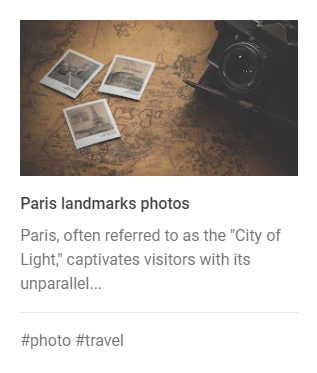 Paris landmarks photos
Paris, often referred to as the "City of
Light," captivates visitors with its
unparallel...
#photo #travel